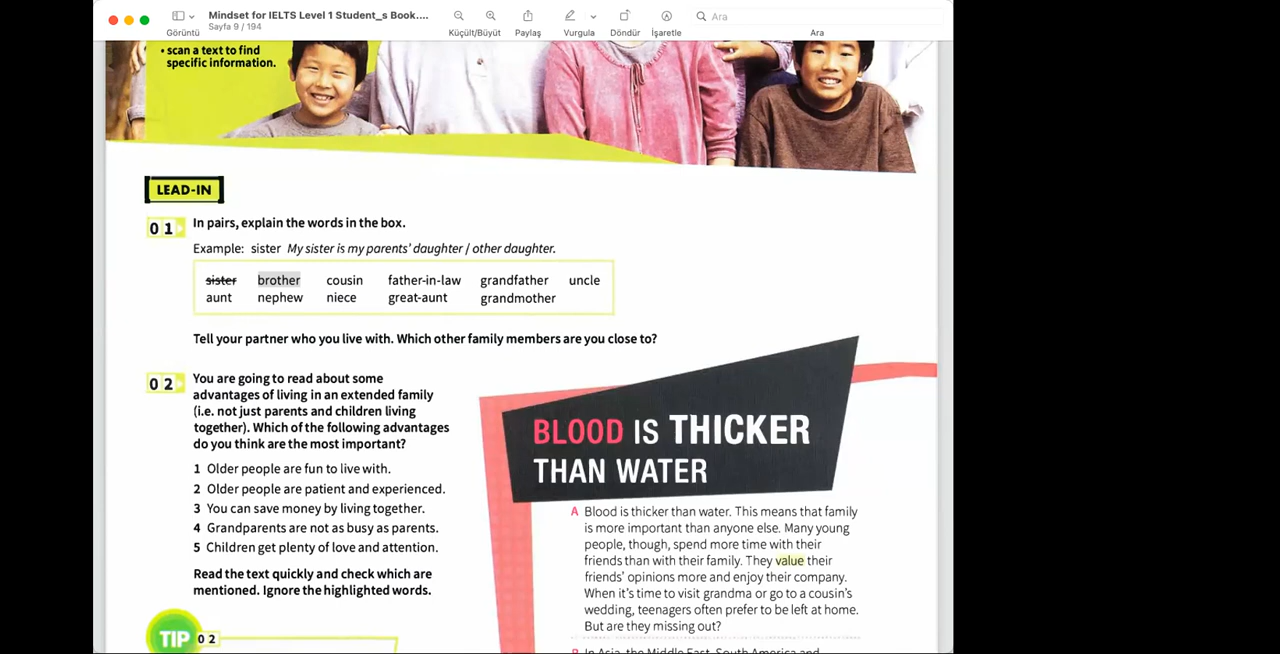 Mindset for IELTS Level 1 Student_s Book....
Sayfa 9 / 194
Görüntü
Küçült/Büyüt
Paylaş
Vurgula
Döndür
İşaretle
Ara
Ara
• scan a text to find
specific information.
LEAD-IN
0 1
In pairs, explain the words in the box.
Example: sister My sister is my parents' daughter / other daughter.
sister brother cousin father-in-law grandfather uncle
aunt nephew niece great-aunt grandmother
Tell your partner who you live with. Which other family members are you close to?
0 2
You are going to read about some
advantages of living in an extended family
(i.e. not just parents and children living
together). Which of the following advantages
do you think are the most important?
1 Older people are fun to live with.
2 Older people are patient and experienced.
3 You can save money by living together.
4 Grandparents are not as busy as parents.
5 Children get plenty of love and attention.
Read the text quickly and check which are
mentioned. Ignore the highlighted words.
TIP 0 2
BLOOD IS THICKER
THAN WATER
A Blood is thicker than water. This means that family
is more important than anyone else. Many young
people, though, spend more time with their
friends than with their family. They value their
friends' opinions more and enjoy their company.
When it's time to visit grandma or go to a cousin's
wedding, teenagers often prefer to be left at home.
But are they missing out?
B In Asia, the Middle East, South America and